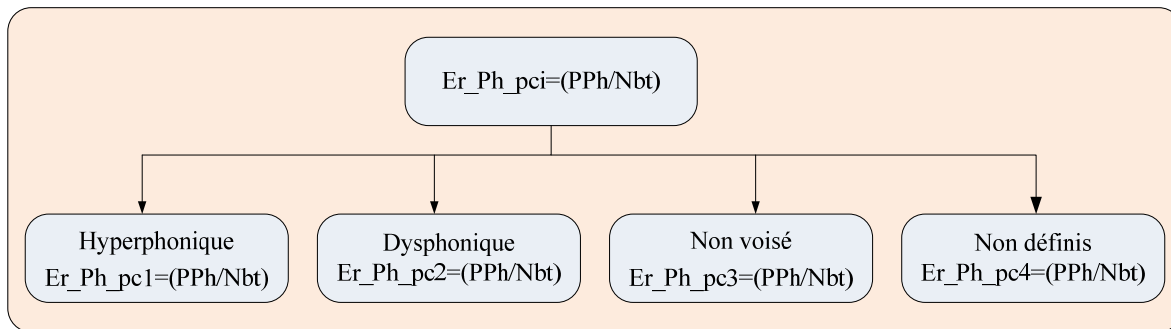 Er_Ph_pci=(PPh/Nbt)
Hyperphonique
Er_Ph_pc1=(PPh/Nbt)
Dysphonique
Er_Ph_pc2=(PPh/Nbt)
Non voisé
Er_Ph_pc3=(PPh/Nbt)
Non définis
Er_Ph_pc4=(PPh/Nbt)